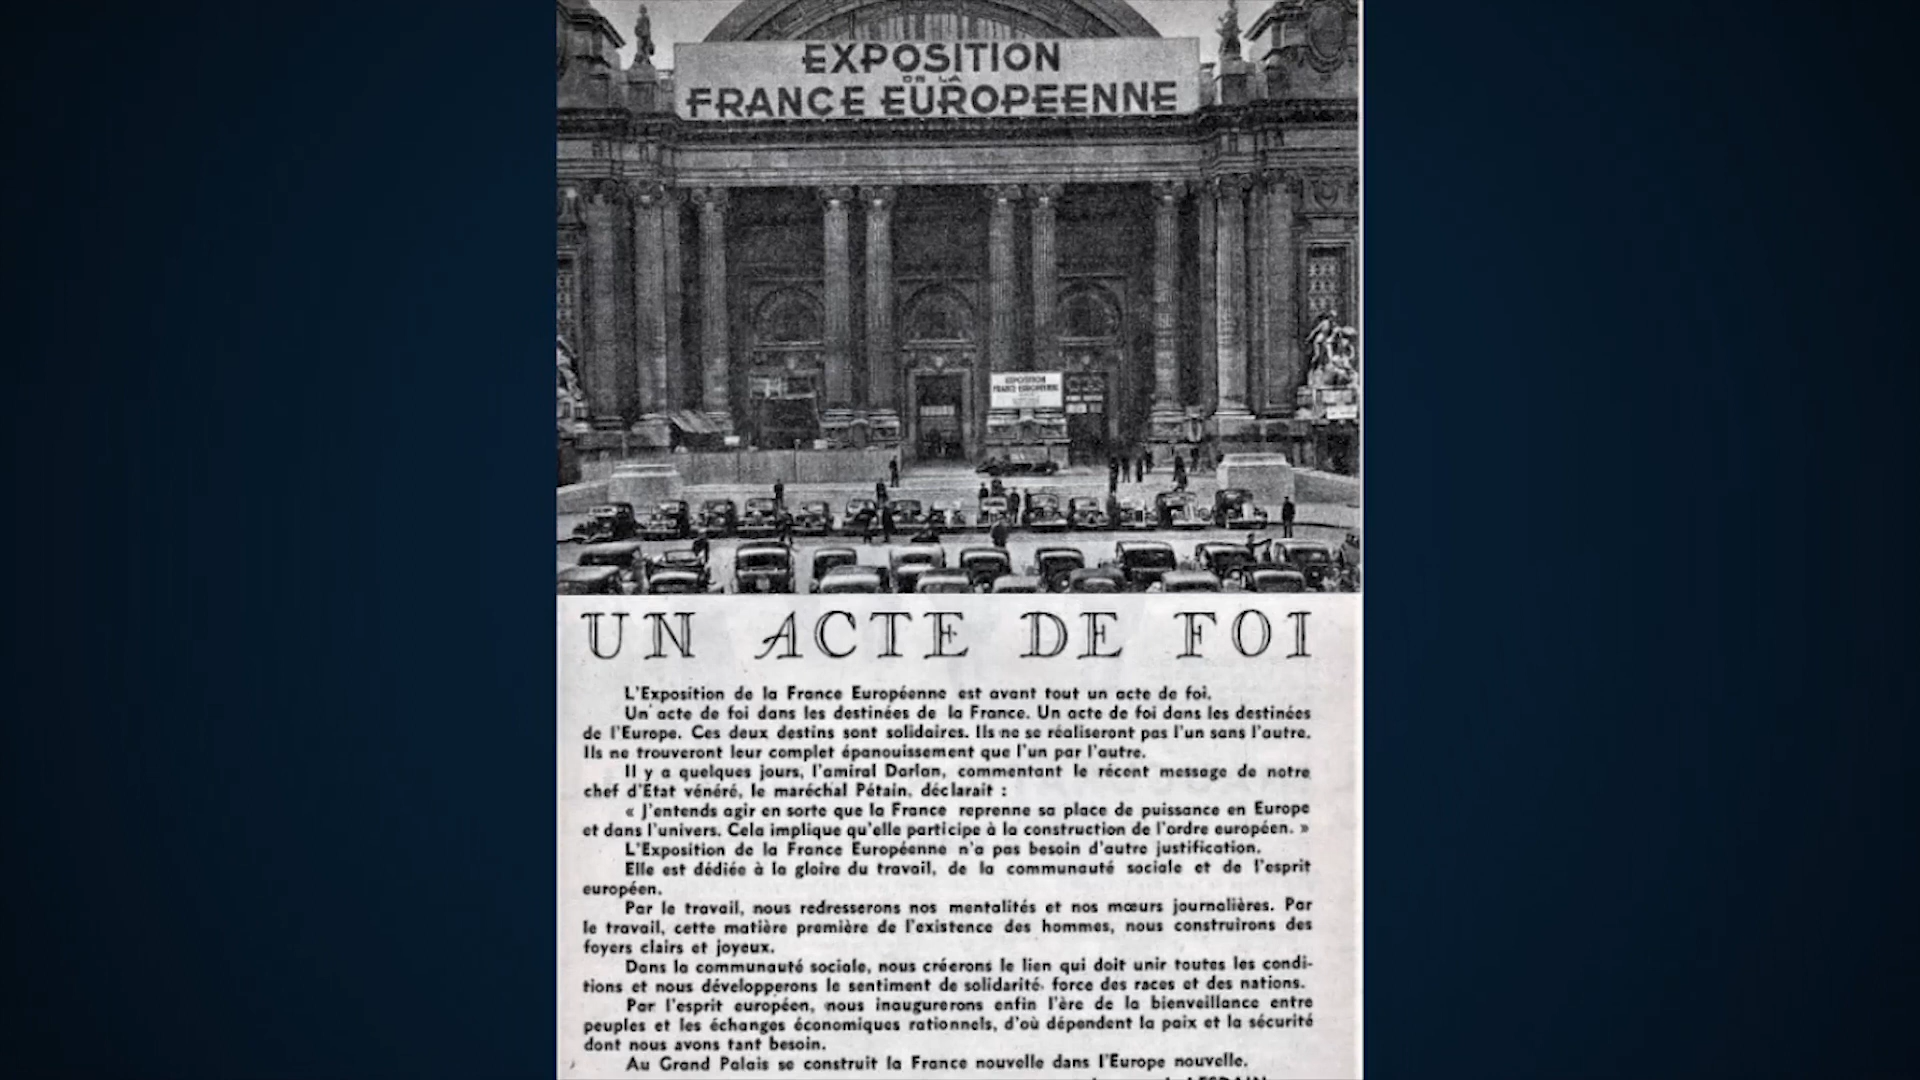 EXPOSITION
DE LA
FRANCE EUROPEENNE
EXPOSITION
FRANCE EUROPEENNE
UN ACTE DE FOI
L'Exposition de la France Européenne est avant tout un acte de foi.
Un acte de foi dans les destinées de la France. Un acte de foi dans les destinées
de l'Europe. Ces deux destins sont solidaires. Ils ne se réaliseront pas l'un sans l'autre.
Ils ne trouveront leur complet épanouissement que l'un par l'autre.
Il y a quelques jours, l'amiral Darlan, commentant le récent message de notre
chef d'Etat vénéré, le maréchal Pétain, déclarait :
« J'entends agir en sorte que la France reprenne sa place de puissance en Europe
et dans l'univers. Cela implique qu'elle participe à la construction de l'ordre européen. »
L'Exposition de la France Européenne n'a pas besoin d'autre justification.
Elle est dédiée à la gloire du travail, de la communauté sociale et de l'esprit
européen.
Par le travail, nous redresserons nos mentalités et nos mœurs journalières. Par
le travail, cette matière première de l'existence des hommes, nous construirons des
foyers clairs et joyeux.
Dans la communauté sociale, nous créerons le lien qui doit unir toutes les condi-
tions et nous développerons le sentiment de solidarité, force des races et des nations.
Par l'esprit européen, nous inaugurerons enfin l'ère de la bienveillance entre
peuples et les échanges économiques rationnels, d'où dépendent la paix et la sécurité
dont nous avons tant besoin.
Au Grand Palais se construit la France nouvelle dans l'Europe nouvelle.